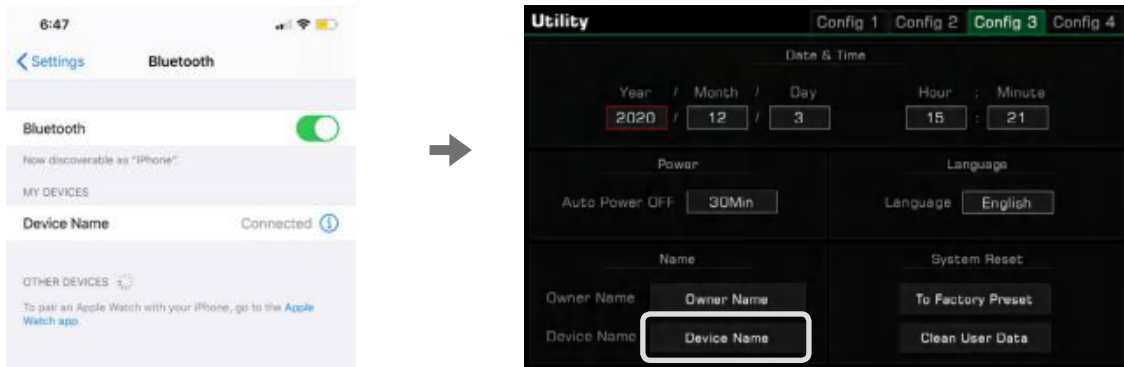 6:47
Settings
Bluetooth
Bluetooth
Now discoverable as "iPhone".
MY DEVICES
Device Name Connected
OTHER DEVICES
To pair an Apple Watch with your iPhone, go to the Apple
Watch app.
Utility Config 1 Config 2 Config 3 Config 4
Date & Time
Year / Month / Day Hour : Minute
2020 / 12 / 3 15 : 21
Power Language
Auto Power OFF 30Min Language English
Name System Reset
Owner Name Owner Name To Factory Preset
Device Name Device Name Clean User Data